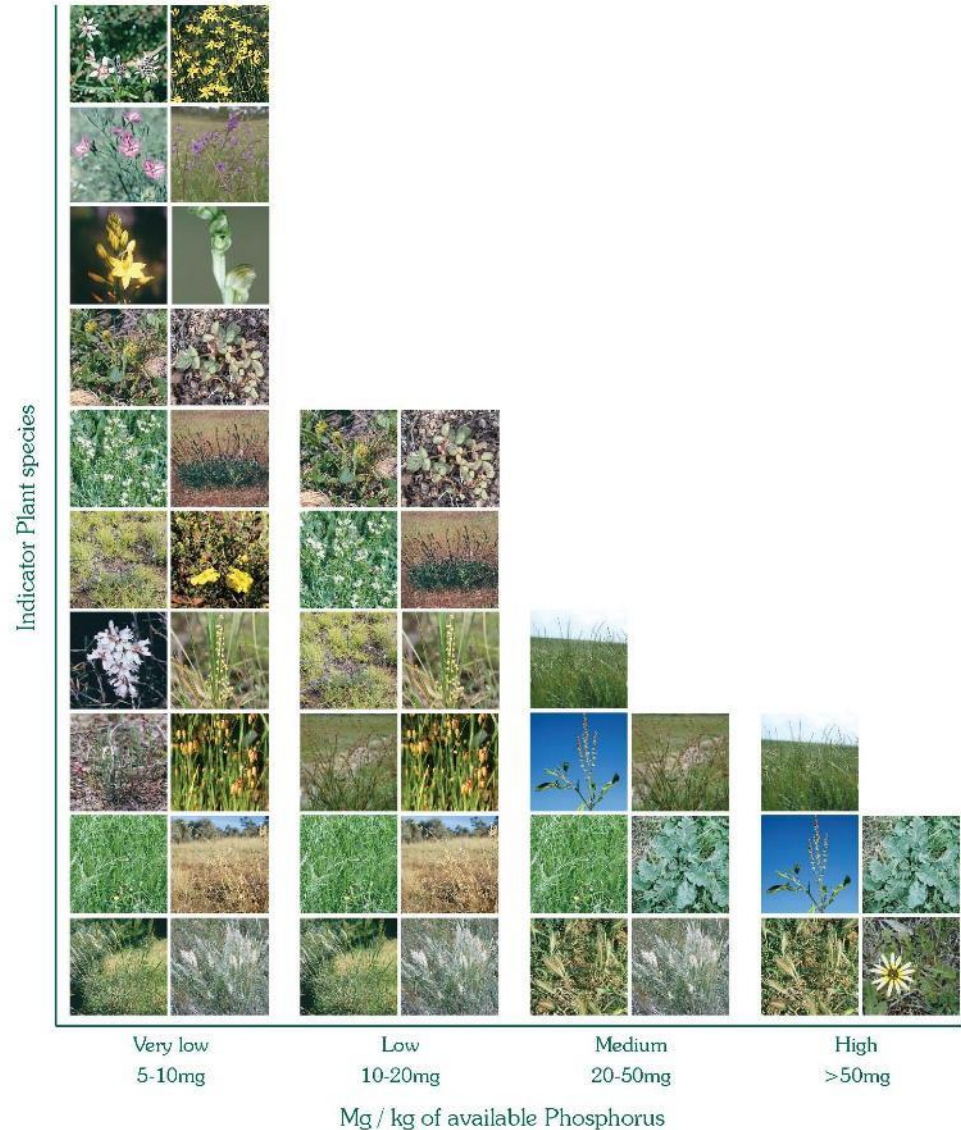 Indicator Plant species
Very low
5-10mg
Low
10-20mg
Medium
20-50mg
High
>50mg
Mg / kg of available Phosphorus